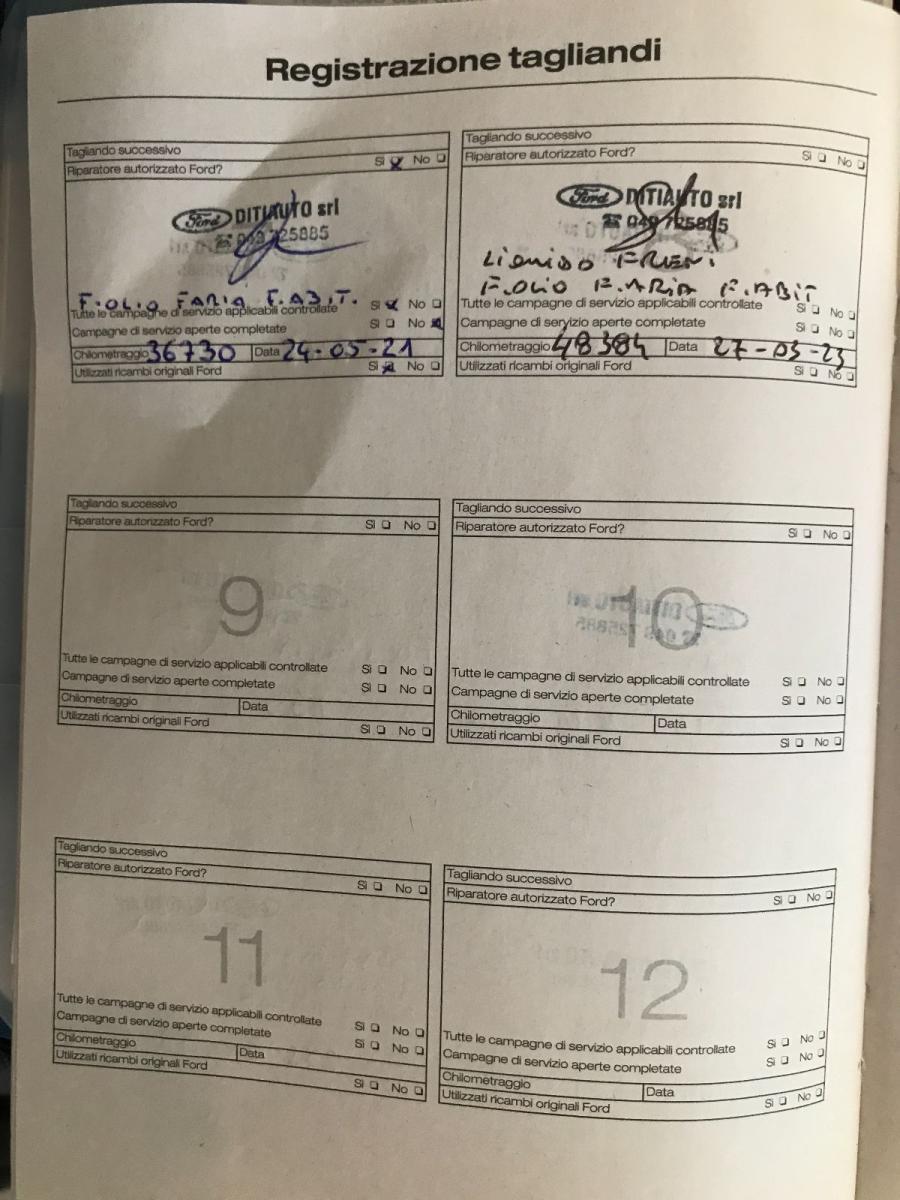 Registrazione tagliandi
Tagliando successivo
Riparatore autorizzato Ford? Sì No
Ford DITIAUTO srl
☎ 049 725885
F.OLIO FARIA F.ABIT.
Tutte le campagne di servizio applicabili controllate Sì No
Campagne di servizio aperte completate Sì No
Chilometraggio 36730 Data 24-05-21
Utilizzati ricambi originali Ford Sì No
Tagliando successivo
Riparatore autorizzato Ford? Sì No
Ford DITIAUTO srl
☎ 049 725885
LIQUIDO FRENI
F.OLIO F.ARIA F.ABIT
Tutte le campagne di servizio applicabili controllate Sì No
Campagne di servizio aperte completate Sì No
Chilometraggio 48384 Data 27-03-23
Utilizzati ricambi originali Ford Sì No
Tagliando successivo
Riparatore autorizzato Ford? Sì No
9
Tutte le campagne di servizio applicabili controllate Sì No
Campagne di servizio aperte completate Sì No
Chilometraggio Data
Utilizzati ricambi originali Ford Sì No
Tagliando successivo
Riparatore autorizzato Ford? Sì No
10
Tutte le campagne di servizio applicabili controllate Sì No
Campagne di servizio aperte completate Sì No
Chilometraggio Data
Utilizzati ricambi originali Ford Sì No
Tagliando successivo
Riparatore autorizzato Ford? Sì No
11
Tutte le campagne di servizio applicabili controllate Sì No
Campagne di servizio aperte completate Sì No
Chilometraggio Data
Utilizzati ricambi originali Ford Sì No
Tagliando successivo
Riparatore autorizzato Ford? Sì No
12
Tutte le campagne di servizio applicabili controllate Sì No
Campagne di servizio aperte completate Sì No
Chilometraggio Data
Utilizzati ricambi originali Ford Sì No